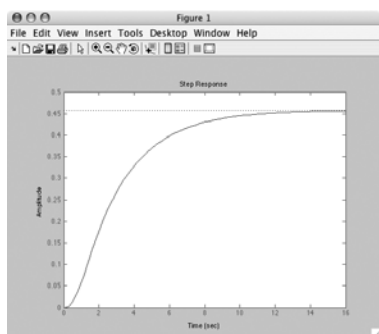 Figure 1
File Edit View Insert Tools Desktop Window Help
Step Response
0.5
0.45
0.4
0.35
0.3
0.25
0.2
0.15
0.1
0.05
0
Amplitude
0 2 4 6 8 10 12 14 16
Time (sec)